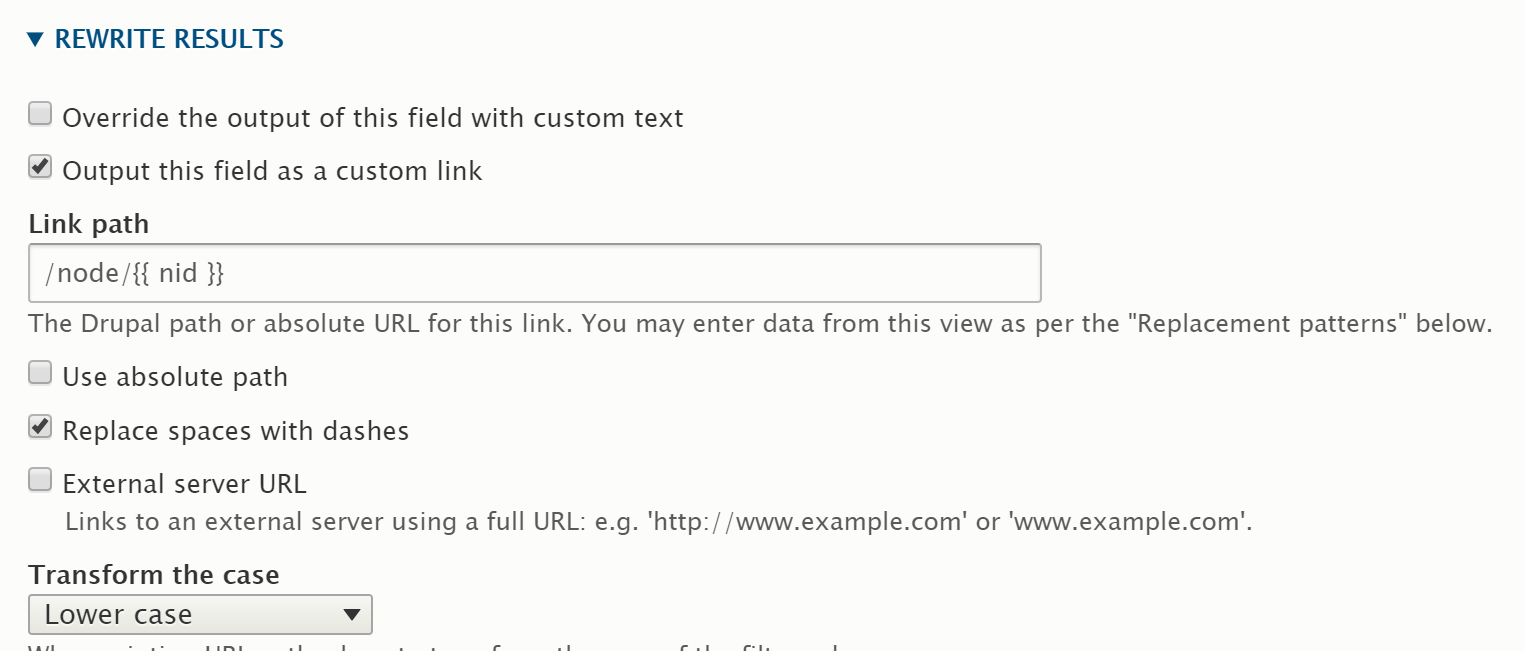 REWRITE RESULTS
Override the output of this field with custom text
Output this field as a custom link
Link path
/node/{{ nid }}
The Drupal path or absolute URL for this link. You may enter data from this view as per the "Replacement patterns" below.
Use absolute path
Replace spaces with dashes
External server URL
Links to an external server using a full URL: e.g. 'http://www.example.com' or 'www.example.com'.
Transform the case
Lower case